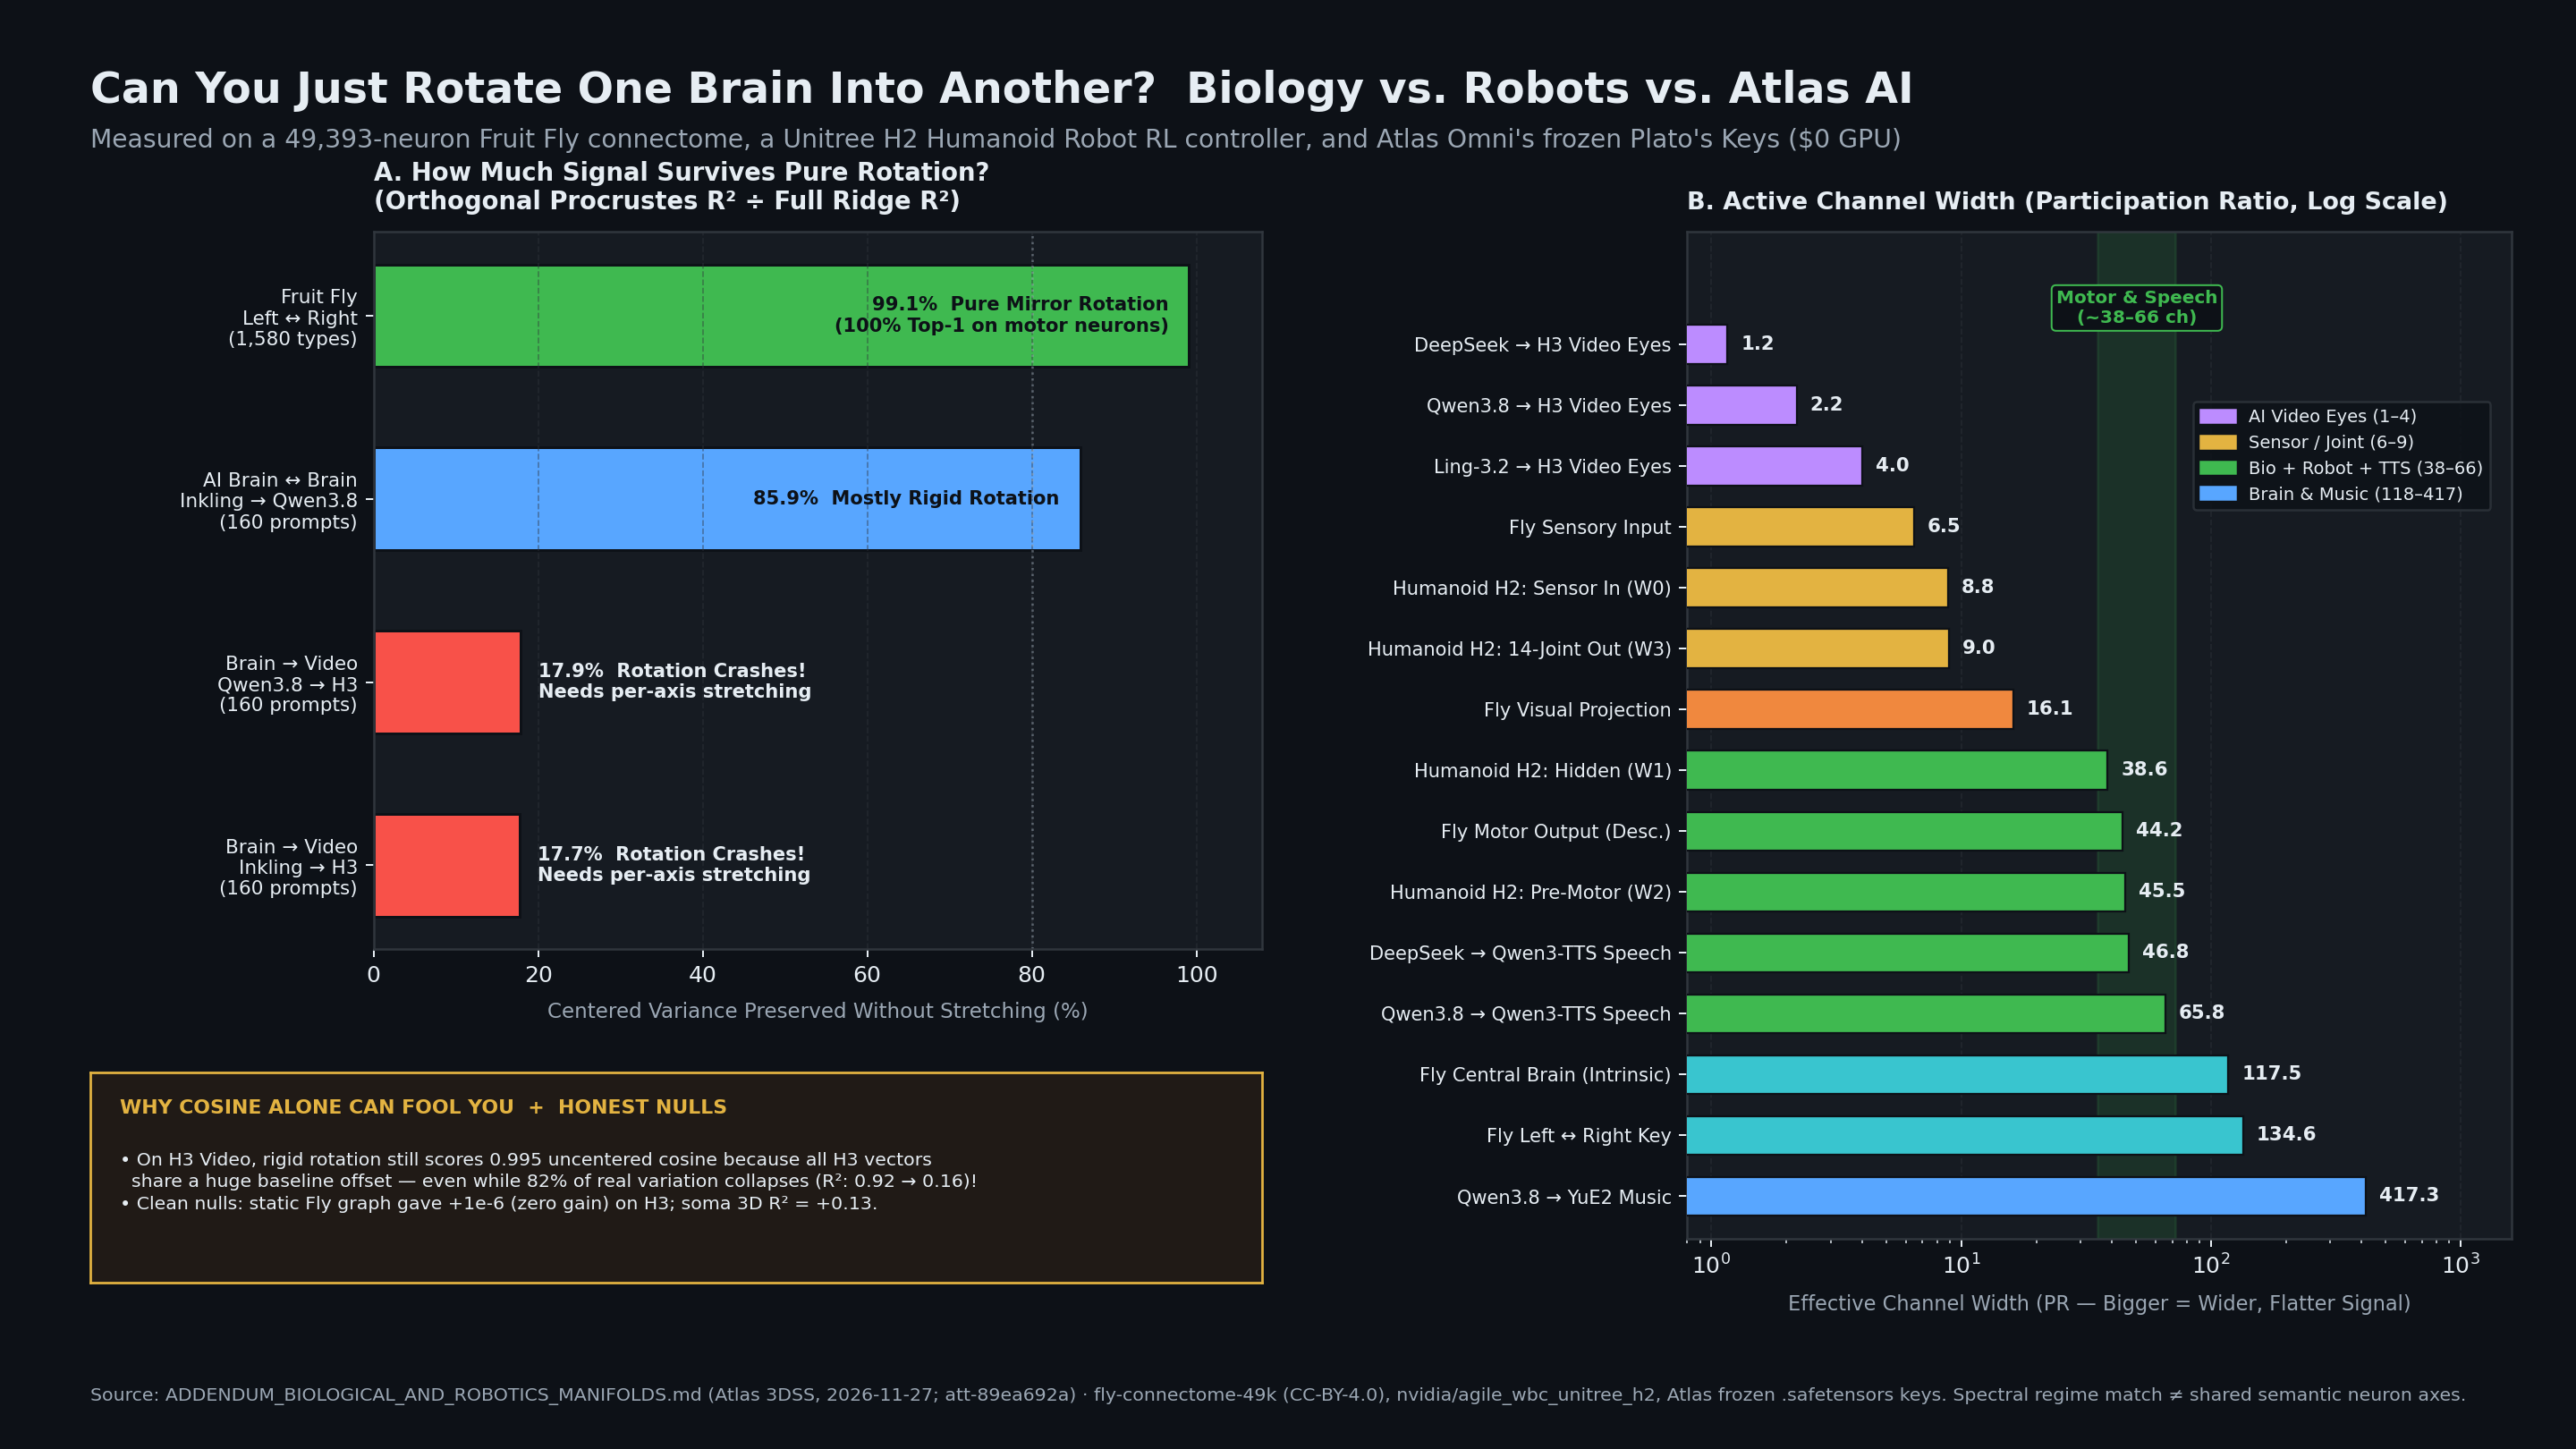 Can You Just Rotate One Brain Into Another?  Biology vs. Robots vs. Atlas AI
Measured on a 49,393-neuron Fruit Fly connectome, a Unitree H2 Humanoid Robot RL controller, and Atlas Omni's frozen Plato's Keys ($0 GPU)
A. How Much Signal Survives Pure Rotation?
(Orthogonal Procrustes R² ÷ Full Ridge R²)
Fruit Fly
Left ↔ Right
(1,580 types)
99.1%  Pure Mirror Rotation
(100% Top-1 on motor neurons)
AI Brain ↔ Brain
Inkling → Qwen3.8
(160 prompts)
85.9%  Mostly Rigid Rotation
Brain → Video
Qwen3.8 → H3
(160 prompts)
17.9%  Rotation Crashes!
Needs per-axis stretching
Brain → Video
Inkling → H3
(160 prompts)
17.7%  Rotation Crashes!
Needs per-axis stretching
0 20 40 60 80 100
Centered Variance Preserved Without Stretching (%)
WHY COSINE ALONE CAN FOOL YOU  +  HONEST NULLS
• On H3 Video, rigid rotation still scores 0.995 uncentered cosine because all H3 vectors
share a huge baseline offset — even while 82% of real variation collapses (R²: 0.92 → 0.16)!
• Clean nulls: static Fly graph gave +1e-6 (zero gain) on H3; soma 3D R² = +0.13.
B. Active Channel Width (Participation Ratio, Log Scale)
Motor & Speech
(~38–66 ch)
AI Video Eyes (1–4)
Sensor / Joint (6–9)
Bio + Robot + TTS (38–66)
Brain & Music (118–417)
DeepSeek → H3 Video Eyes 1.2
Qwen3.8 → H3 Video Eyes 2.2
Ling-3.2 → H3 Video Eyes 4.0
Fly Sensory Input 6.5
Humanoid H2: Sensor In (W0) 8.8
Humanoid H2: 14-Joint Out (W3) 9.0
Fly Visual Projection 16.1
Humanoid H2: Hidden (W1) 38.6
Fly Motor Output (Desc.) 44.2
Humanoid H2: Pre-Motor (W2) 45.5
DeepSeek → Qwen3-TTS Speech 46.8
Qwen3.8 → Qwen3-TTS Speech 65.8
Fly Central Brain (Intrinsic) 117.5
Fly Left ↔ Right Key 134.6
Qwen3.8 → YuE2 Music 417.3
10⁰ 10¹ 10² 10³
Effective Channel Width (PR — Bigger = Wider, Flatter Signal)
Source: ADDENDUM_BIOLOGICAL_AND_ROBOTICS_MANIFOLDS.md (Atlas 3DSS, 2026-11-27; att-89ea692a) · fly-connectome-49k (CC-BY-4.0), nvidia/agile_wbc_unitree_h2, Atlas frozen .safetensors keys. Spectral regime match ≠ shared semantic neuron axes.